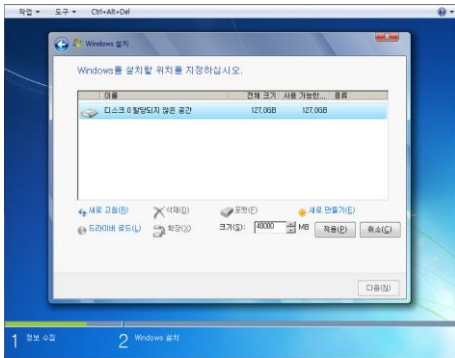 작업 도구 Ctrl+Alt+Del
Windows 설치
Windows를 설치할 위치를 지정하십시오.
이름 전체 크기 사용 가능한... 종류
디스크 0 할당되지 않은 공간 127.0GB 127.0GB
새로 고침(R) 삭제(D) 포맷(F) 새로 만들기(E)
드라이버 로드(L) 확장(X) 크기(S): 40000 MB 적용(P) 취소(C)
다음(N)
1 정보 수집 2 Windows 설치